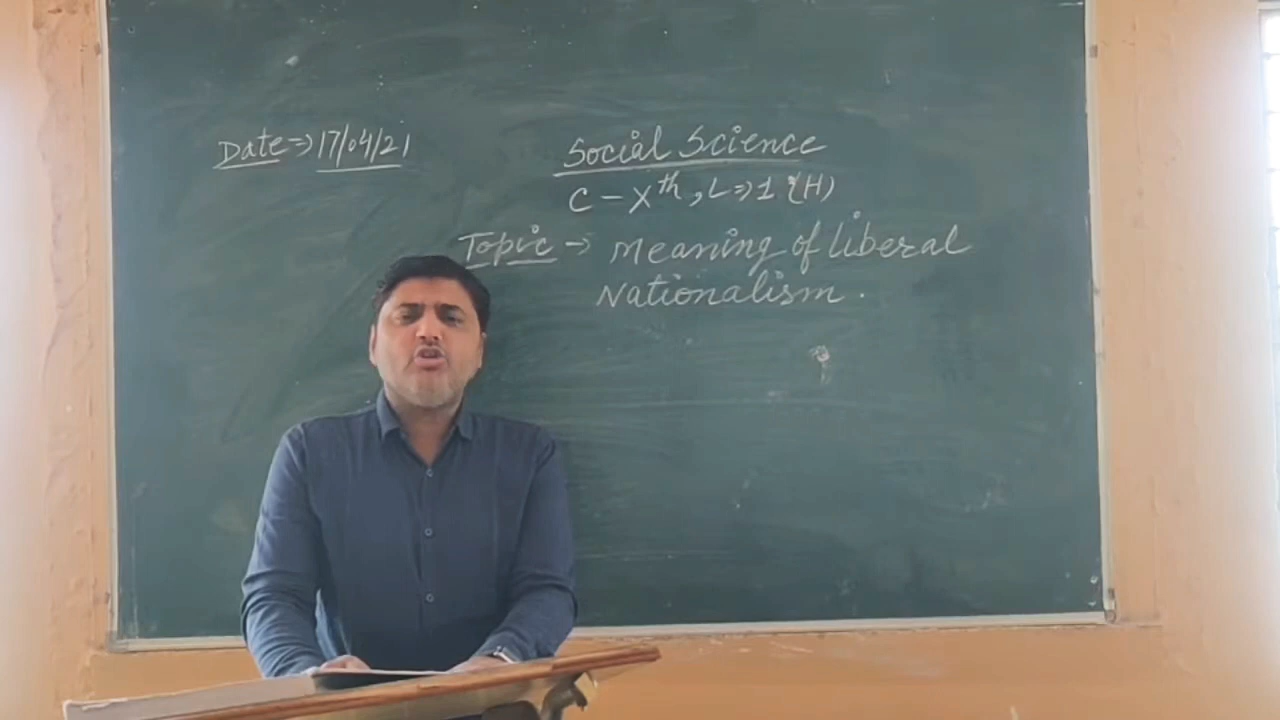 Date⇒17/04/21
Social Science
C-Xth, L⇒1 (H)
Topic → Meaning of liberal
Nationalism.